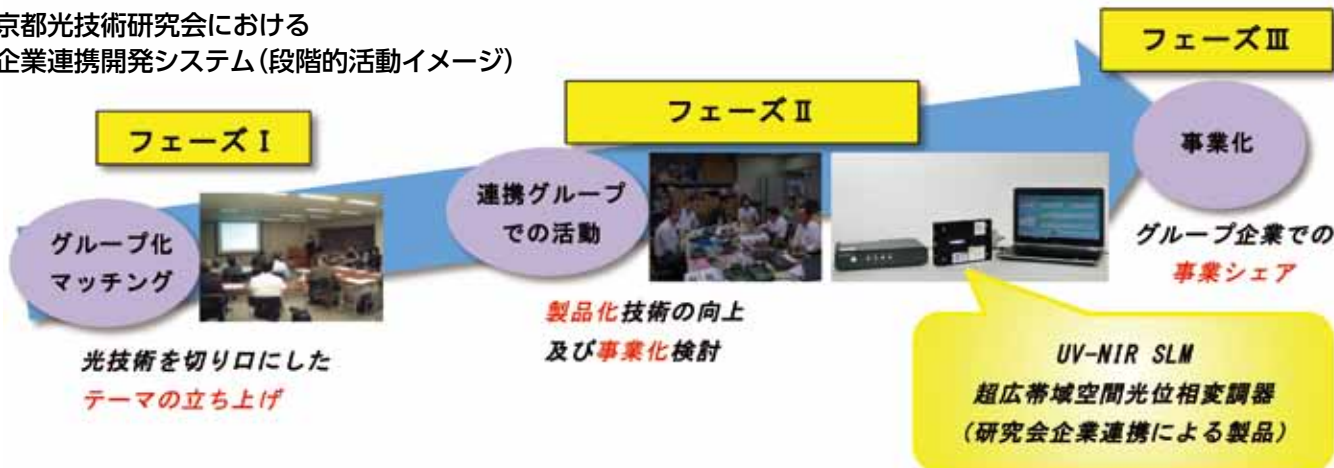 京都光技術研究会における
企業連携開発システム(段階的活動イメージ)
フェーズⅠ
グループ化
マッチング
光技術を切り口にした
テーマの立ち上げ
フェーズⅡ
連携グループ
での活動
製品化技術の向上
及び事業化検討
UV-NIR SLM
超広帯域空間光位相変調器
(研究会企業連携による製品)
フェーズⅢ
事業化
グループ企業での
事業シェア